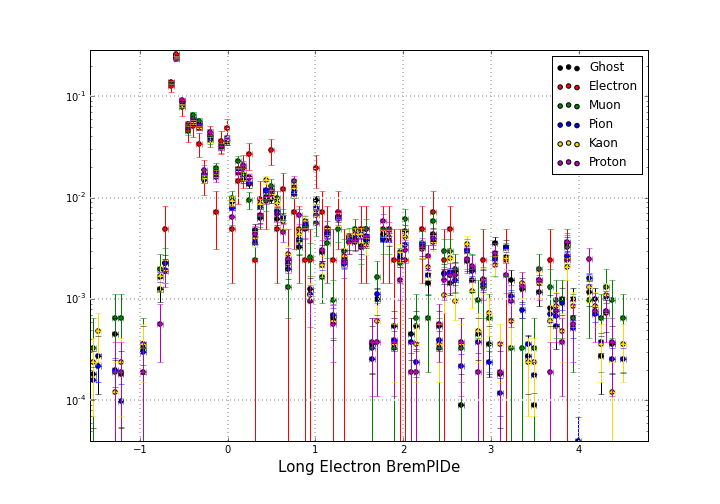 Ghost
Electron
Muon
Pion
Kaon
Proton
10^-1
10^-2
10^-3
10^-4
−1 0 1 2 3 4
Long Electron BremPIDe